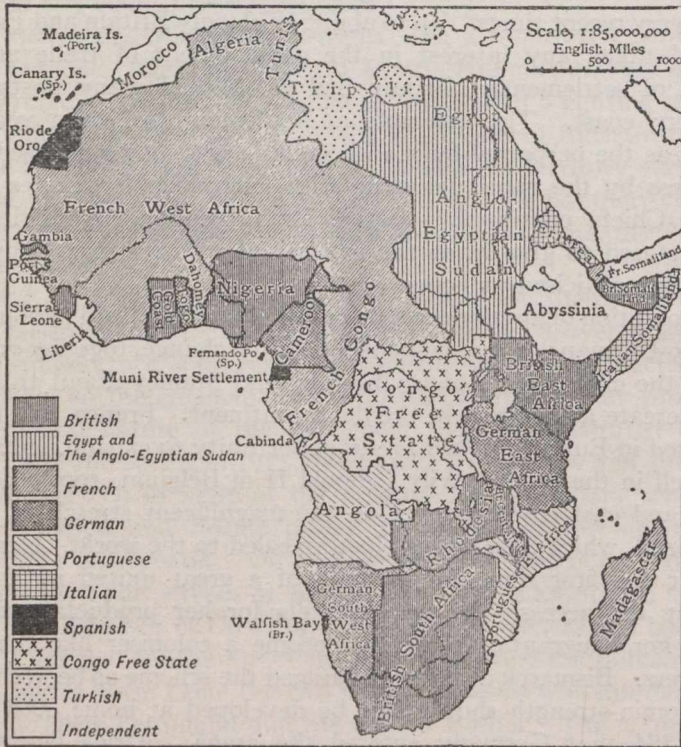 Scale, 1:85,000,000
English Miles
0 500 1000
Madeira Is.
(Port.)
Canary Is.
(Sp.)
Morocco
Algeria
Tunis
Tripoli
Egypt
Rio de
Oro
French West Africa
Anglo-
Egyptian
Sudan
Eritrea
Fr. Somaliland
Gambia
Port.
Guinea
Sierra
Leone
Liberia
Gold
Coast
Togo
Dahomey
Nigeria
Cameroon
French Congo
Abyssinia
Italian Somaliland
Fernando Po
(Sp.)
Muni River Settlement
Cabinda
Congo
Free
State
British
East
Africa
German
East
Africa
Angola
Rhodesia
Portuguese E. Africa
Madagascar
German
South
West
Africa
Walfish Bay
(Br.)
British South Africa
British
Egypt and
The Anglo-Egyptian Sudan
French
German
Portuguese
Italian
Spanish
Congo Free State
Turkish
Independent